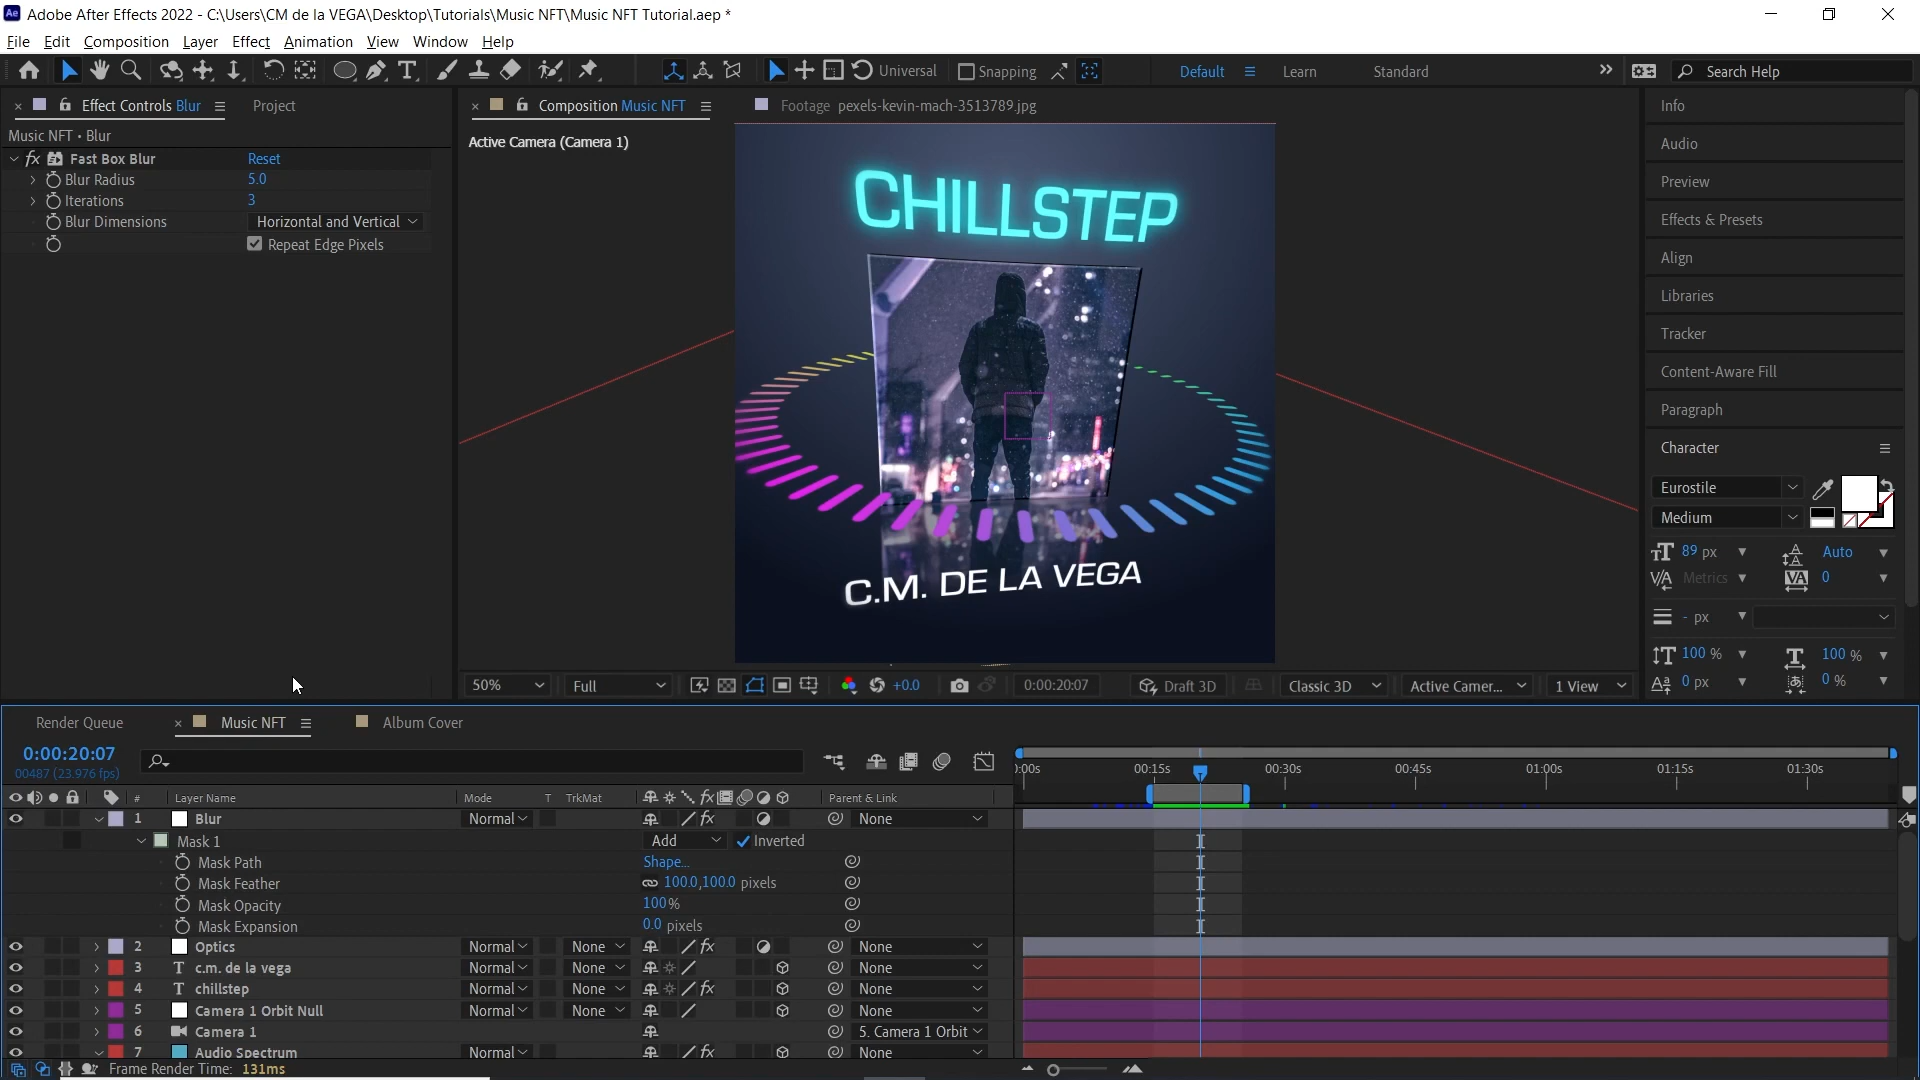 Adobe After Effects 2022 - C:\Users\CM de la VEGA\Desktop\Tutorials\Music NFT\Music NFT Tutorial.aep *
File Edit Composition Layer Effect Animation View Window Help
Universal Snapping Default Learn Standard Search Help
Effect Controls Blur Project
Composition Music NFT Footage pexels-kevin-mach-3513789.jpg
Music NFT • Blur
fx Fast Box Blur Reset
Blur Radius 5.0
Iterations 3
Blur Dimensions Horizontal and Vertical
Repeat Edge Pixels
Active Camera (Camera 1)
CHILLSTEP
C.M. DE LA VEGA
50% Full +0.0 0:00:20:07 Draft 3D Classic 3D Active Camer... 1 View
Info
Audio
Preview
Effects & Presets
Align
Libraries
Tracker
Content-Aware Fill
Paragraph
Character
Eurostile
Medium
89 px Auto
Metrics 0
- px
100 % 100 %
0 px 0 %
Render Queue Music NFT Album Cover
0:00:20:07
00487 (23.976 fps)
# Layer Name Mode T TrkMat Parent & Link
):00s 00:15s 00:30s 00:45s 01:00s 01:15s 01:30s
1 Blur Normal None
Mask 1 Add Inverted
Mask Path Shape...
Mask Feather 100.0,100.0 pixels
Mask Opacity 100%
Mask Expansion 0.0 pixels
2 Optics Normal None None
3 T c.m. de la vega Normal None None
4 T chillstep Normal None None
5 Camera 1 Orbit Null Normal None None
6 Camera 1 5. Camera 1 Orbit
7 Audio Spectrum Normal None
Frame Render Time: 131ms